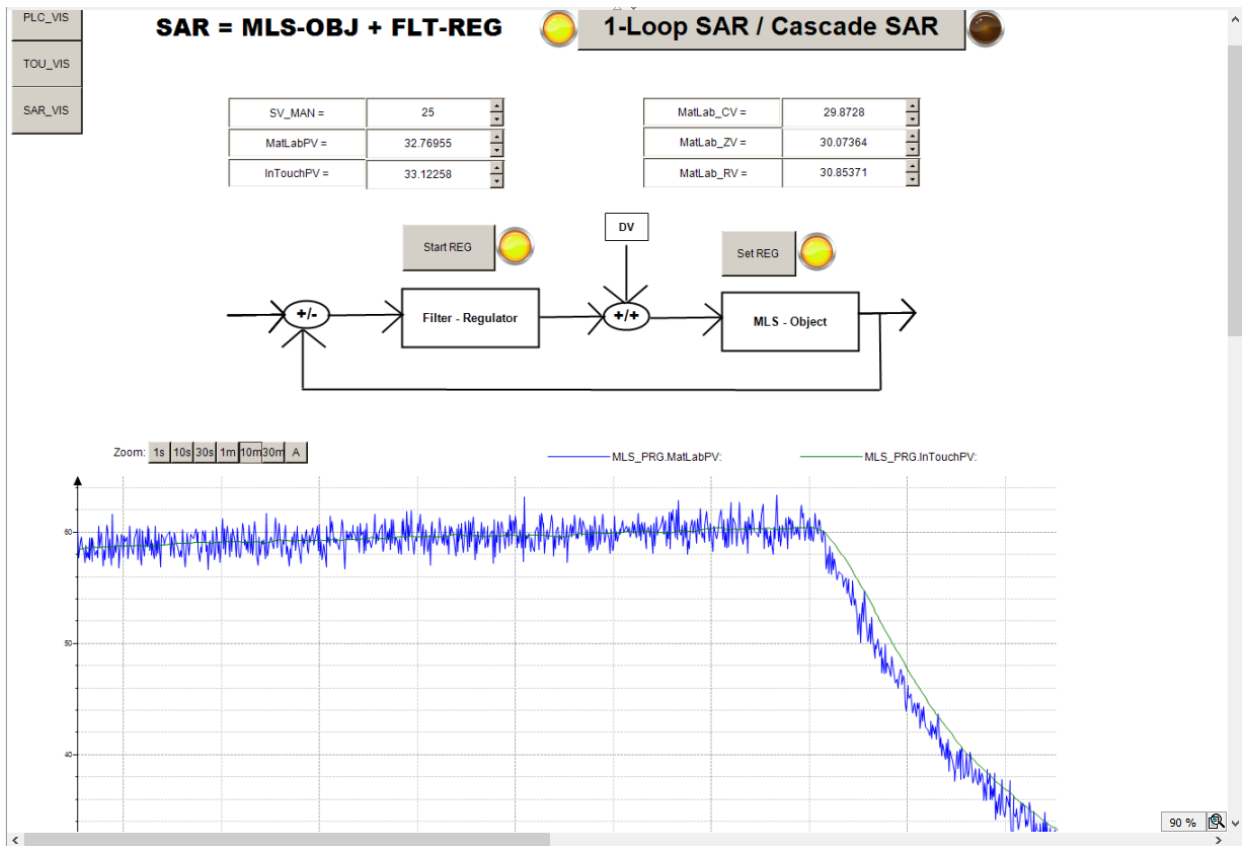 PLC_VIS
SAR = MLS-OBJ + FLT-REG
1-Loop SAR / Cascade SAR
TOU_VIS
SAR_VIS
SV_MAN = 25
MatLab_CV = 29.8728
MatLabPV = 32.76955
MatLab_ZV = 30.07364
InTouchPV = 33.12258
MatLab_RV = 30.85371
DV
Start REG
Set REG
+/-
Filter - Regulator
+/+
MLS - Object
Zoom: 1s 10s 30s 1m 10m 30m A
MLS_PRG.MatLabPV:
MLS_PRG.InTouchPV:
60
50
40
90 %